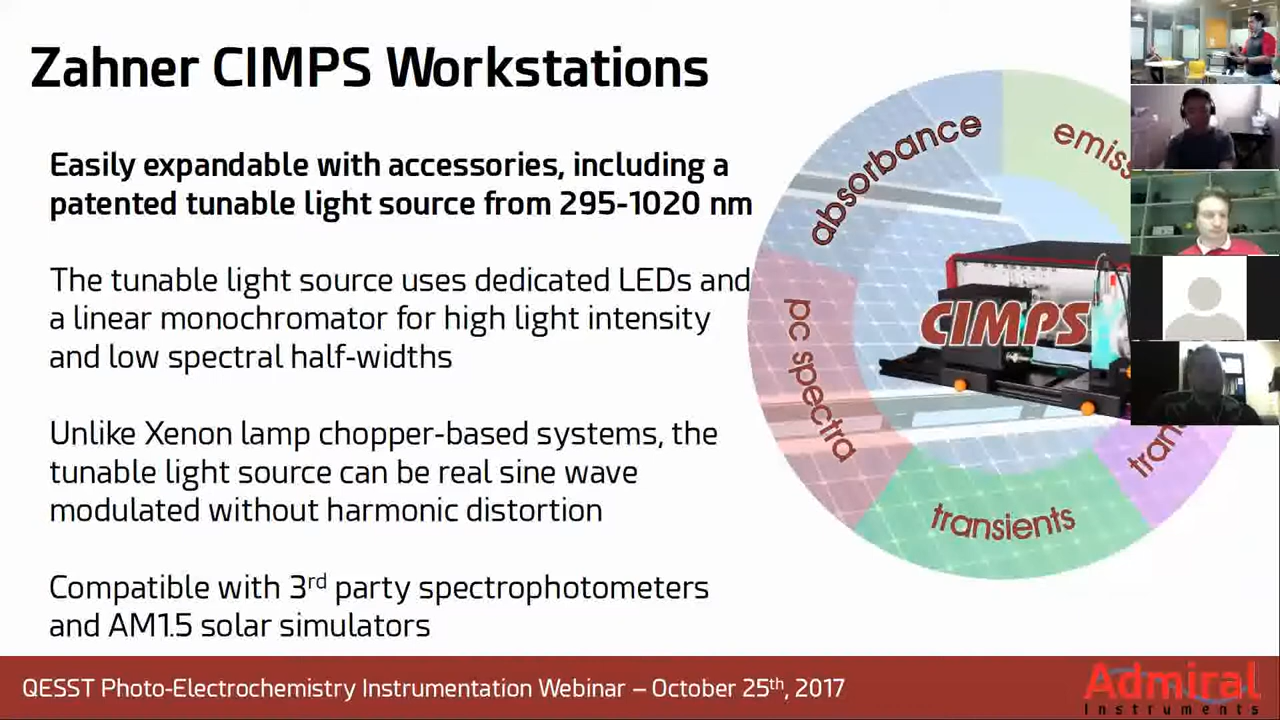 Zahner CIMPS Workstations
Easily expandable with accessories, including a
patented tunable light source from 295-1020 nm
The tunable light source uses dedicated LEDs and
a linear monochromator for high light intensity
and low spectral half-widths
Unlike Xenon lamp chopper-based systems, the
tunable light source can be real sine wave
modulated without harmonic distortion
Compatible with 3rd party spectrophotometers
and AM1.5 solar simulators
absorbance
emiss
pc spectra
CIMPS
transients
tran
QESST Photo-Electrochemistry Instrumentation Webinar – October 25th, 2017
Admiral
Instruments